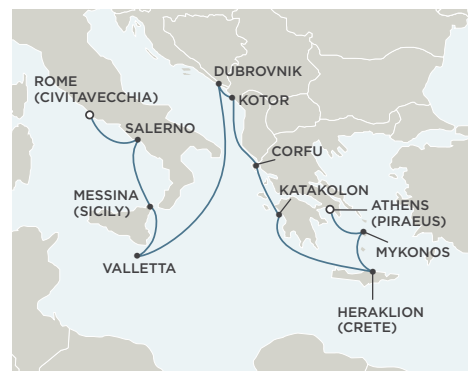 DUBROVNIK
ROME
(CIVITAVECCHIA)
KOTOR
SALERNO
CORFU
KATAKOLON
MESSINA
(SICILY)
ATHENS
(PIRAEUS)
MYKONOS
VALLETTA
HERAKLION
(CRETE)